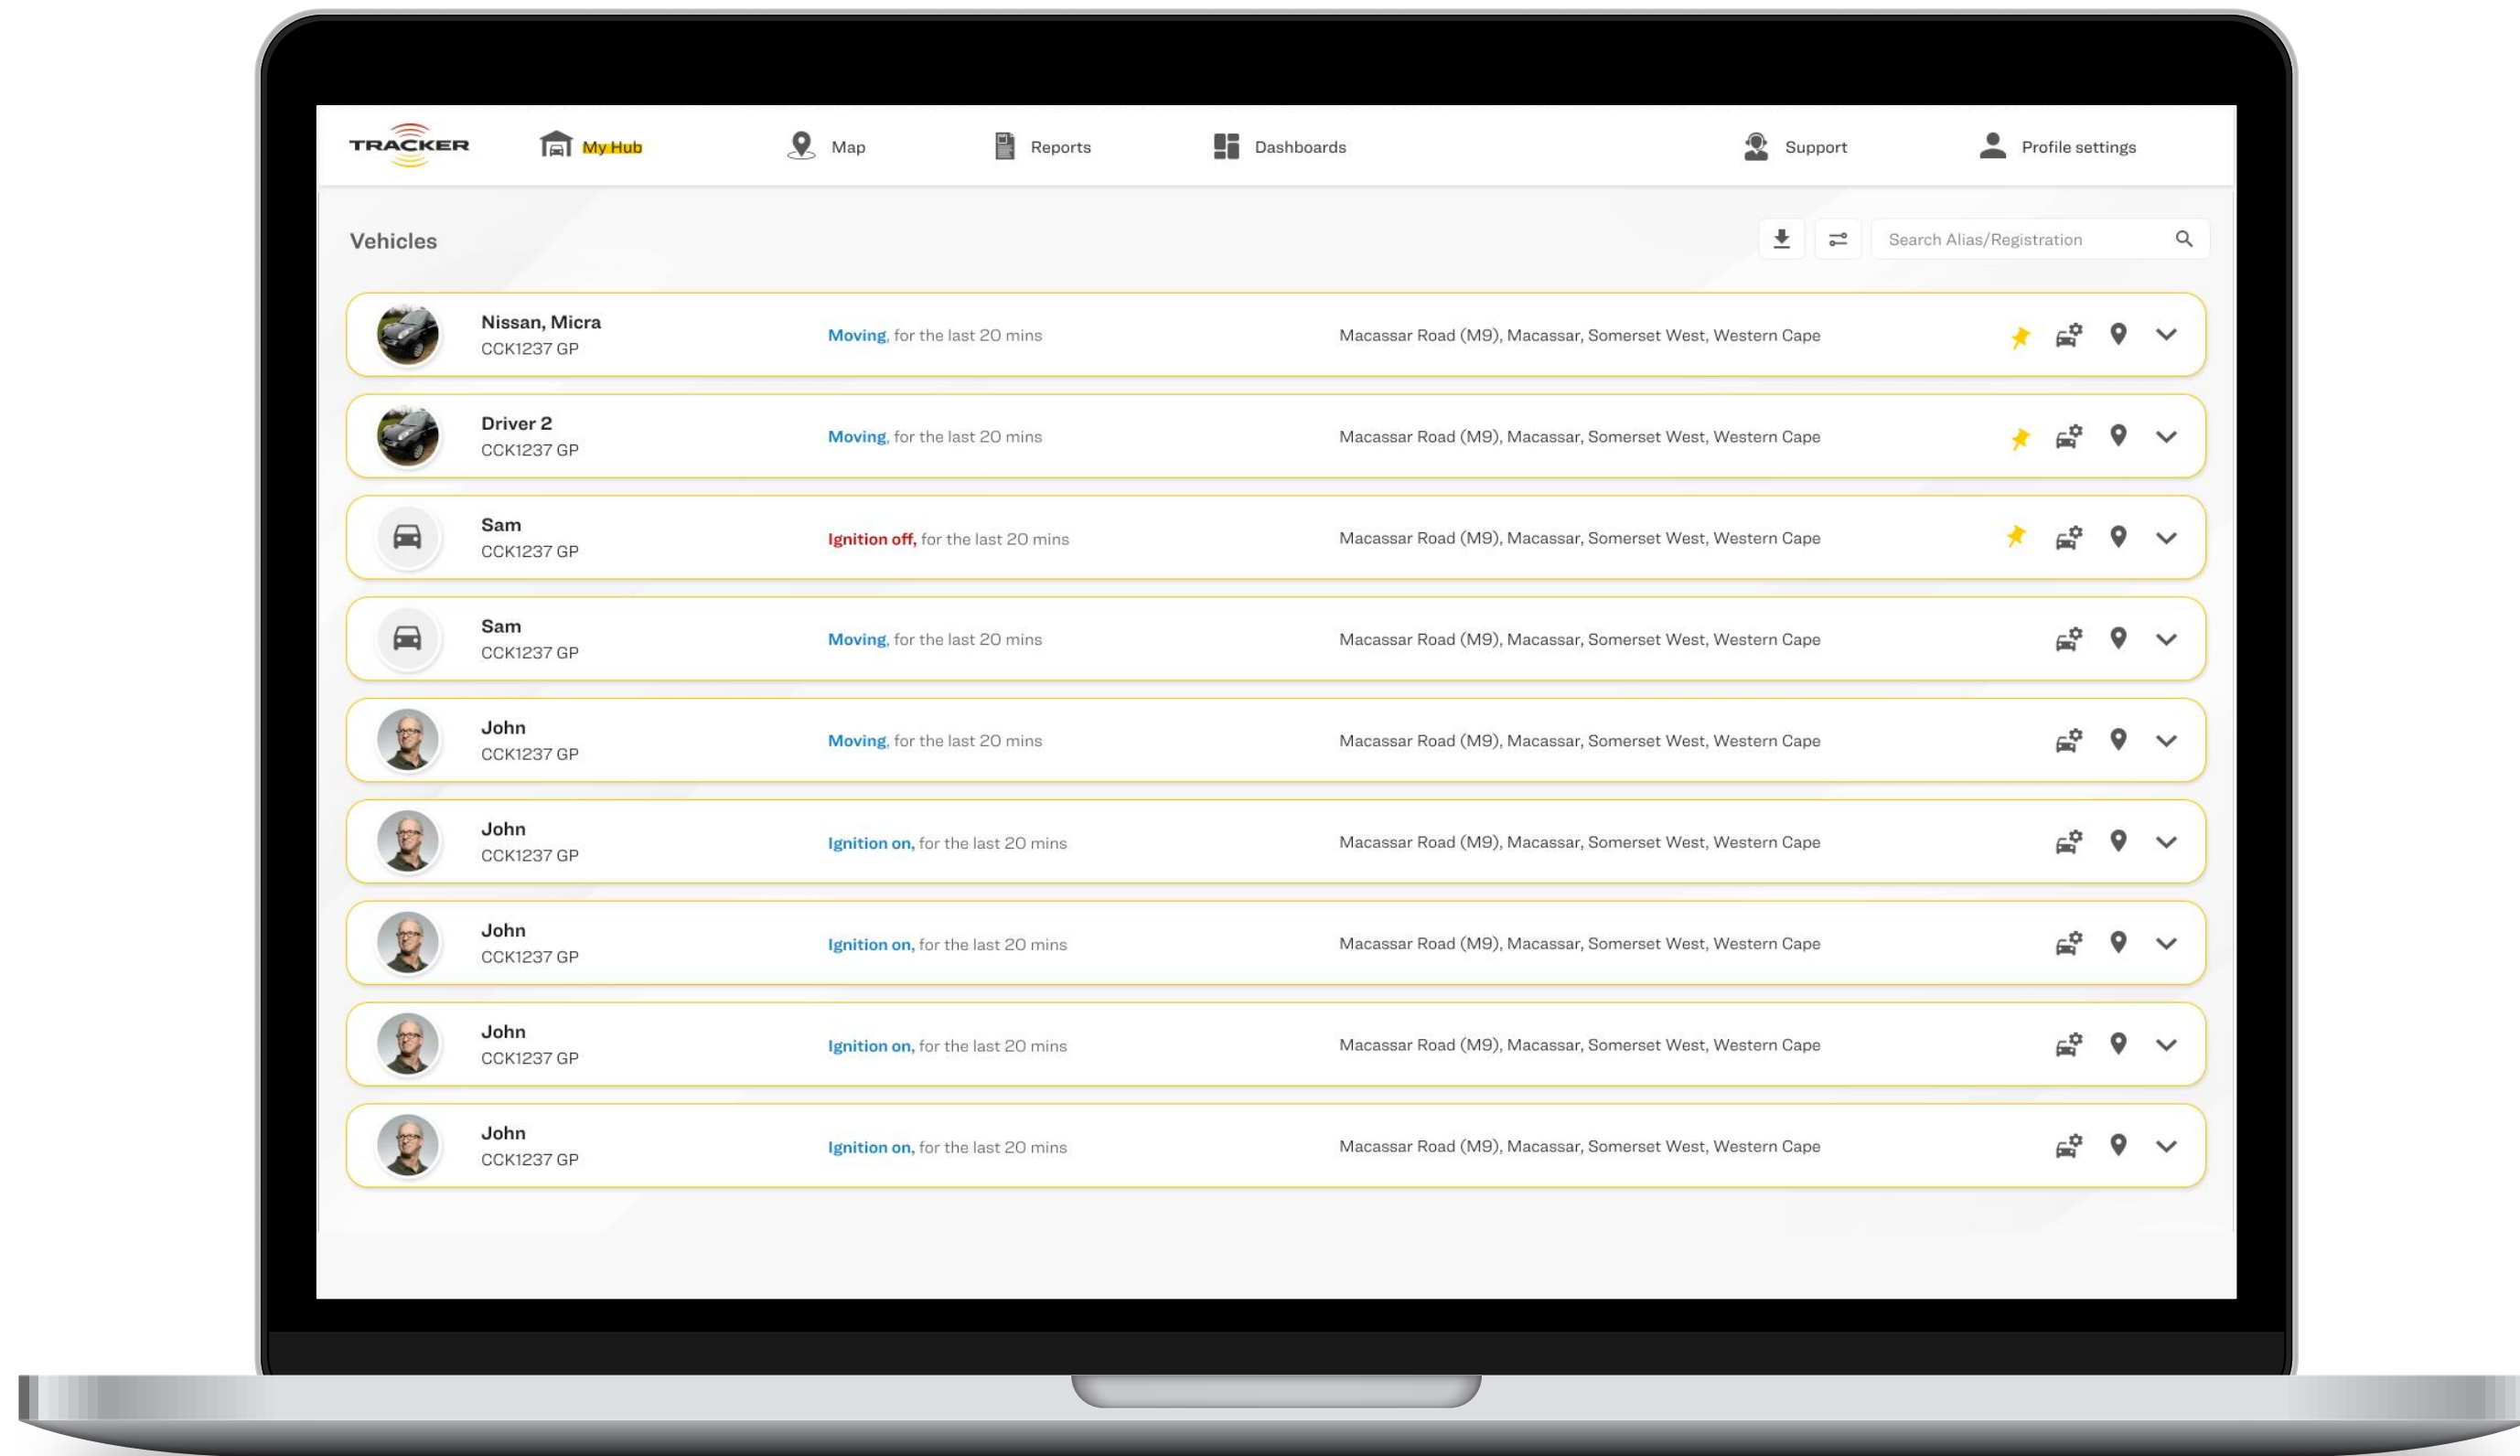 TRACKER My Hub Map Reports Dashboards Support Profile settings
Vehicles Search Alias/Registration
Nissan, Micra
CCK1237 GP
Moving, for the last 20 mins
Macassar Road (M9), Macassar, Somerset West, Western Cape
Driver 2
CCK1237 GP
Moving, for the last 20 mins
Macassar Road (M9), Macassar, Somerset West, Western Cape
Sam
CCK1237 GP
Ignition off, for the last 20 mins
Macassar Road (M9), Macassar, Somerset West, Western Cape
Sam
CCK1237 GP
Moving, for the last 20 mins
Macassar Road (M9), Macassar, Somerset West, Western Cape
John
CCK1237 GP
Moving, for the last 20 mins
Macassar Road (M9), Macassar, Somerset West, Western Cape
John
CCK1237 GP
Ignition on, for the last 20 mins
Macassar Road (M9), Macassar, Somerset West, Western Cape
John
CCK1237 GP
Ignition on, for the last 20 mins
Macassar Road (M9), Macassar, Somerset West, Western Cape
John
CCK1237 GP
Ignition on, for the last 20 mins
Macassar Road (M9), Macassar, Somerset West, Western Cape
John
CCK1237 GP
Ignition on, for the last 20 mins
Macassar Road (M9), Macassar, Somerset West, Western Cape